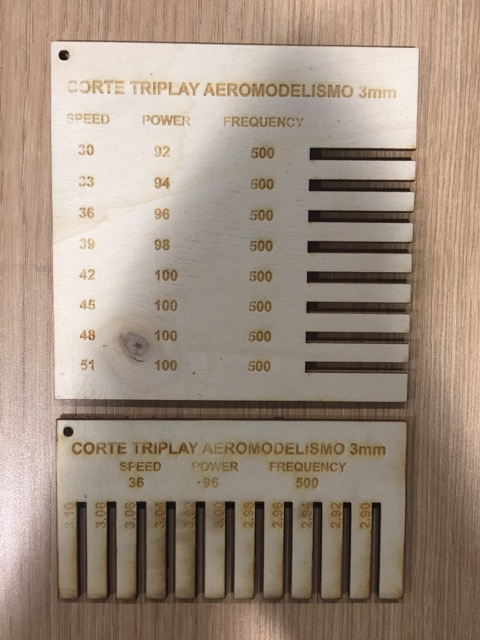 CORTE TRIPLAY AEROMODELISMO 3mm
SPEED POWER FREQUENCY
30 92 500
33 94 500
36 96 500
39 98 500
42 100 500
45 100 500
48 100 500
51 100 500
CORTE TRIPLAY AEROMODELISMO 3mm
SPEED POWER FREQUENCY
36 96 500
3.10 3.08 3.06 3.04 3.02 3.00 2.98 2.96 2.94 2.92 2.90